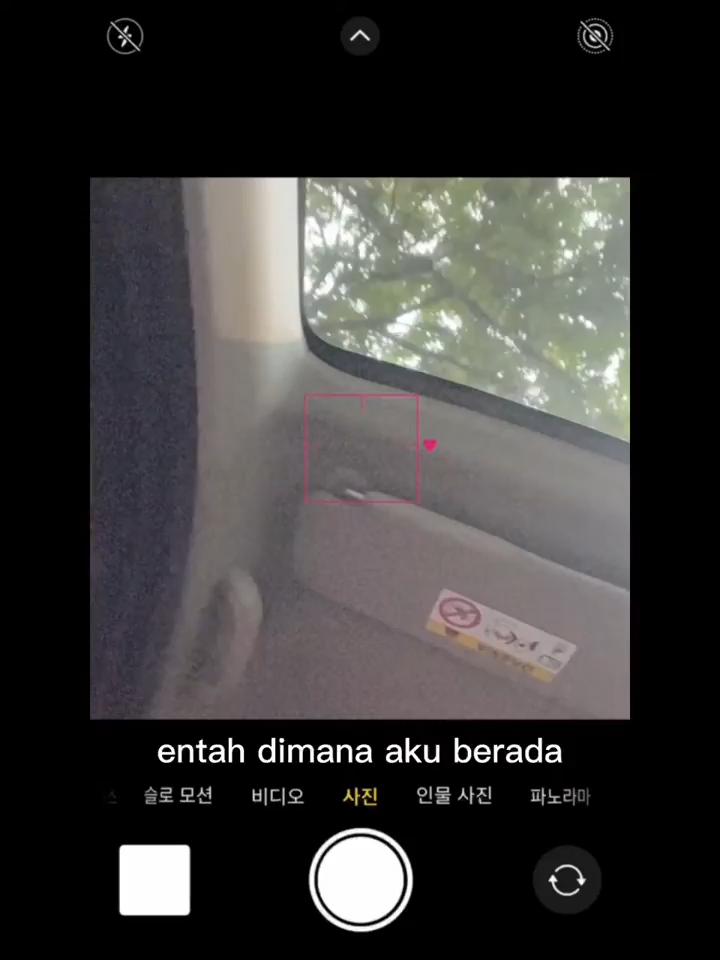 entah dimana aku berada
슬로 모션 비디오 사진 인물 사진 파노라마